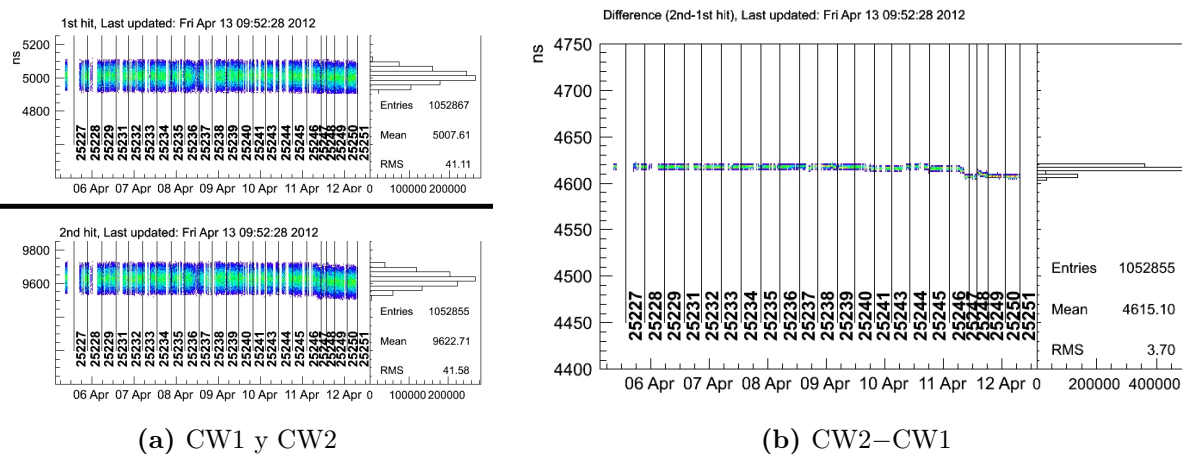 1st hit, Last updated: Fri Apr 13 09:52:28 2012
ns
5200
5000
4800
25227 25228 25229 25231 25232 25233 25234 25235 25236 25237 25238 25239 25240 25241 25243 25244 25245 25246 25247 25248 25249 25250 25251
Entries 1052867
Mean 5007.61
RMS 41.11
06 Apr 07 Apr 08 Apr 09 Apr 10 Apr 11 Apr 12 Apr 0 100000 200000
2nd hit, Last updated: Fri Apr 13 09:52:28 2012
ns
9800
9600
25227 25228 25229 25231 25232 25233 25234 25235 25236 25237 25238 25239 25240 25241 25243 25244 25245 25246 25247 25248 25249 25250 25251
Entries 1052855
Mean 9622.71
RMS 41.58
06 Apr 07 Apr 08 Apr 09 Apr 10 Apr 11 Apr 12 Apr 0 100000 200000
(a) CW1 y CW2
Difference (2nd-1st hit), Last updated: Fri Apr 13 09:52:28 2012
ns
4750
4700
4650
4600
4550
4500
4450
4400
25227 25228 25229 25231 25232 25233 25234 25235 25236 25237 25238 25239 25240 25241 25243 25244 25245 25246 25247 25248 25249 25250 25251
Entries 1052855
Mean 4615.10
RMS 3.70
06 Apr 07 Apr 08 Apr 09 Apr 10 Apr 11 Apr 12 Apr 0 200000 400000
(b) CW2−CW1